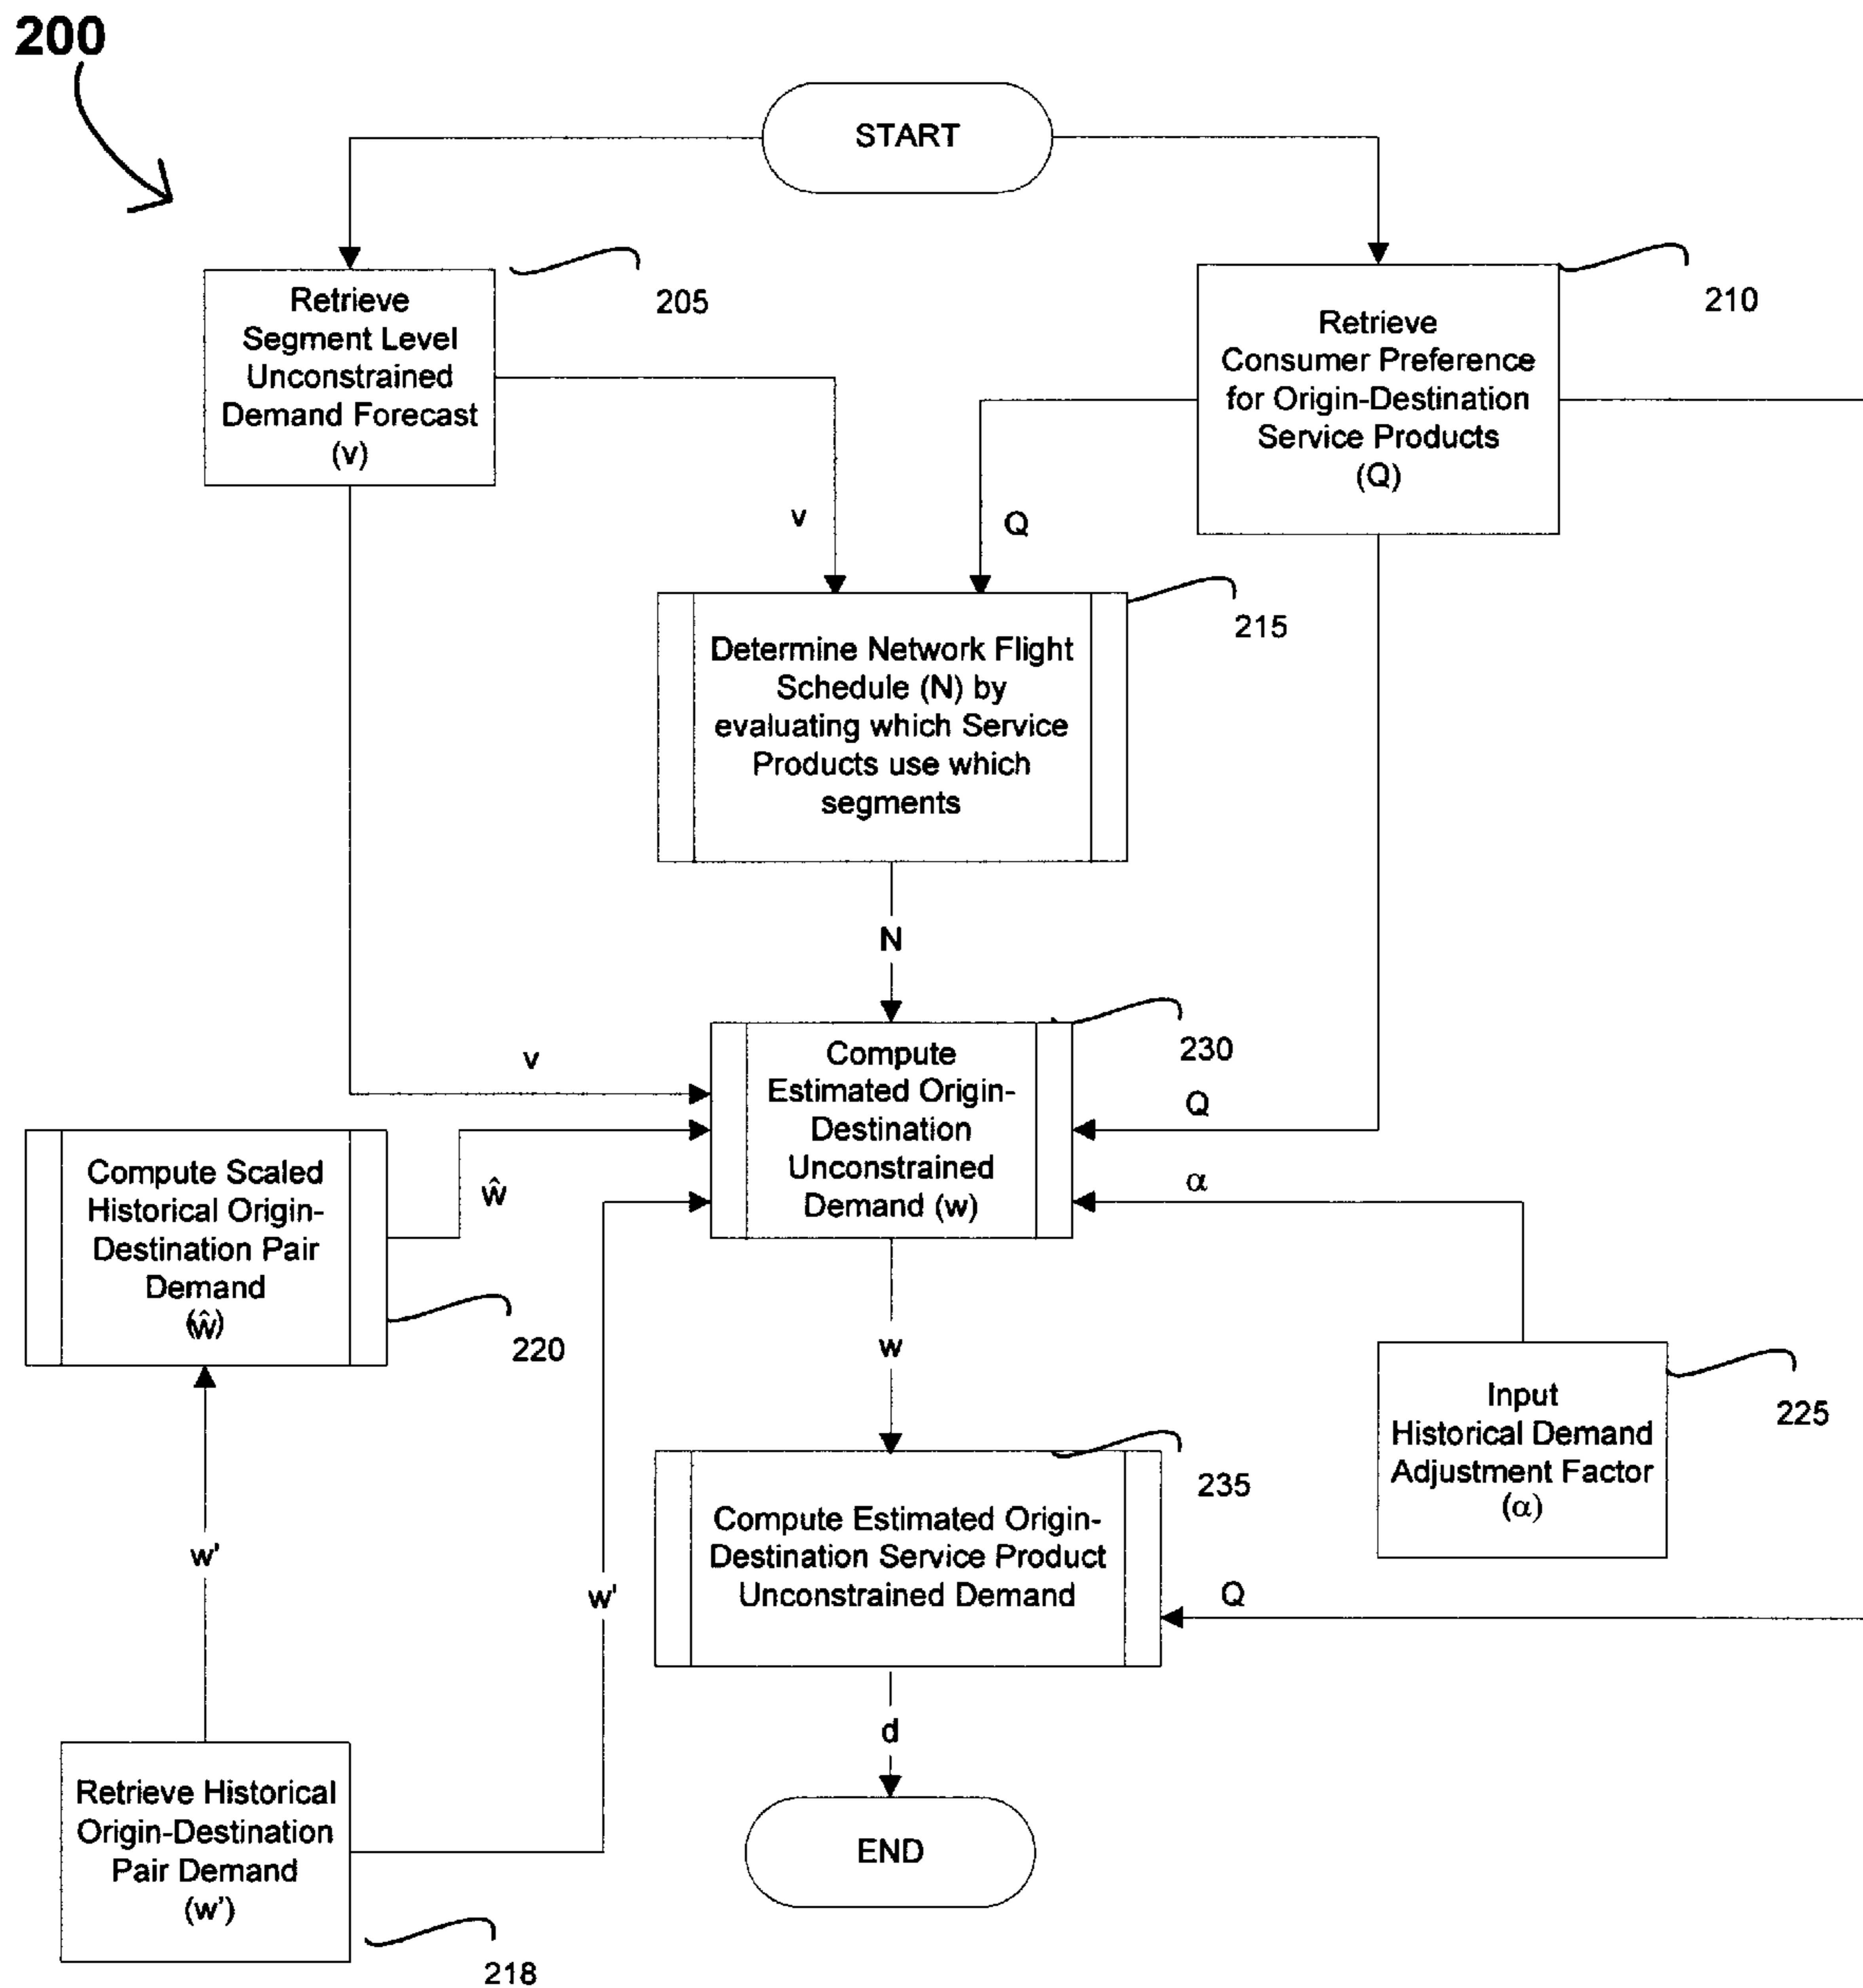 200
START
Retrieve
Segment Level
Unconstrained
Demand Forecast
(v)
205
Retrieve
Consumer Preference
for Origin-Destination
Service Products
(Q)
210
v
Q
Determine Network Flight
Schedule (N) by
evaluating which Service
Products use which
segments
215
N
v
Compute
Estimated Origin-
Destination
Unconstrained
Demand (w)
230
Q
α
Compute Scaled
Historical Origin-
Destination Pair
Demand
(ŵ)
220
ŵ
w
Input
Historical Demand
Adjustment Factor
(α)
225
w'
w'
Compute Estimated Origin-
Destination Service Product
Unconstrained Demand
235
Q
d
Retrieve Historical
Origin-Destination
Pair Demand
(w')
218
END